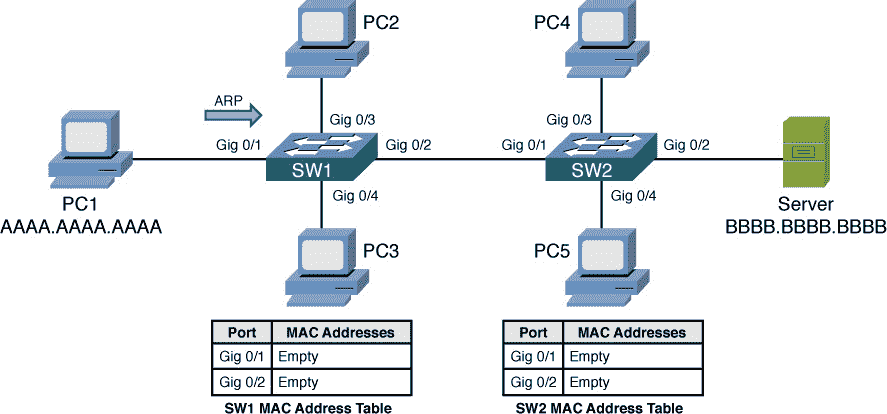 PC2
PC4
ARP
Gig 0/3
Gig 0/3
Gig 0/1
Gig 0/2
Gig 0/1
Gig 0/2
SW1
SW2
Gig 0/4
Gig 0/4
PC1
Server
AAAA.AAAA.AAAA
BBBB.BBBB.BBBB
PC3
PC5
Port MAC Addresses
Gig 0/1 Empty
Gig 0/2 Empty
SW1 MAC Address Table
Port MAC Addresses
Gig 0/1 Empty
Gig 0/2 Empty
SW2 MAC Address Table